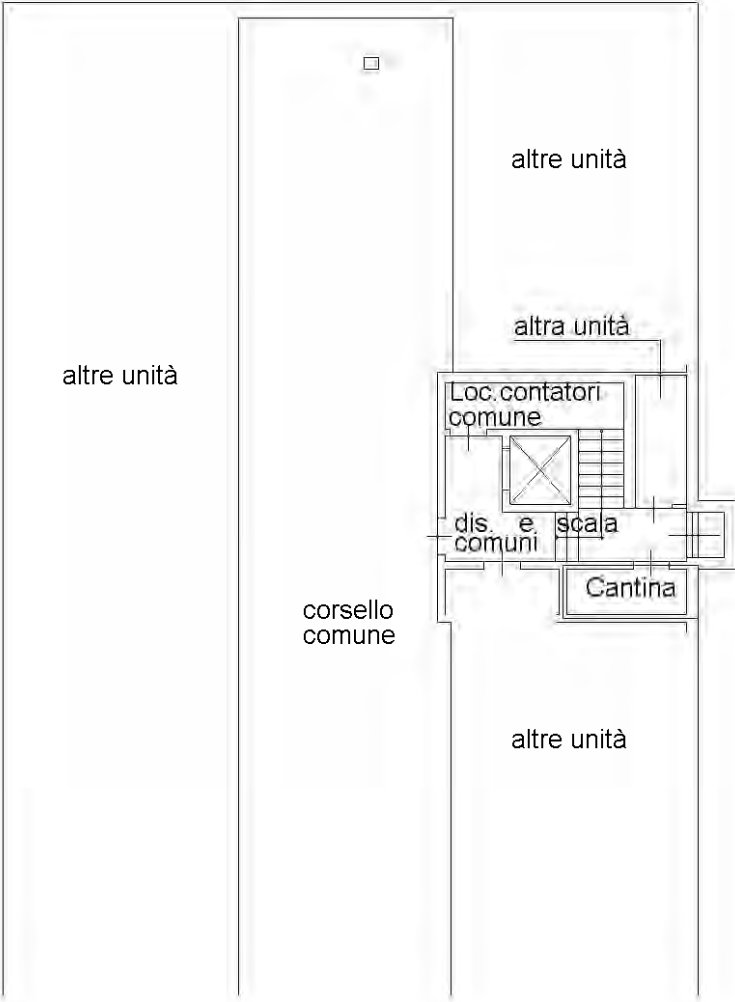 altre unità
altra unità
altre unità
Loc.contatori
comune
dis. e scala
comuni
Cantina
corsello
comune
altre unità